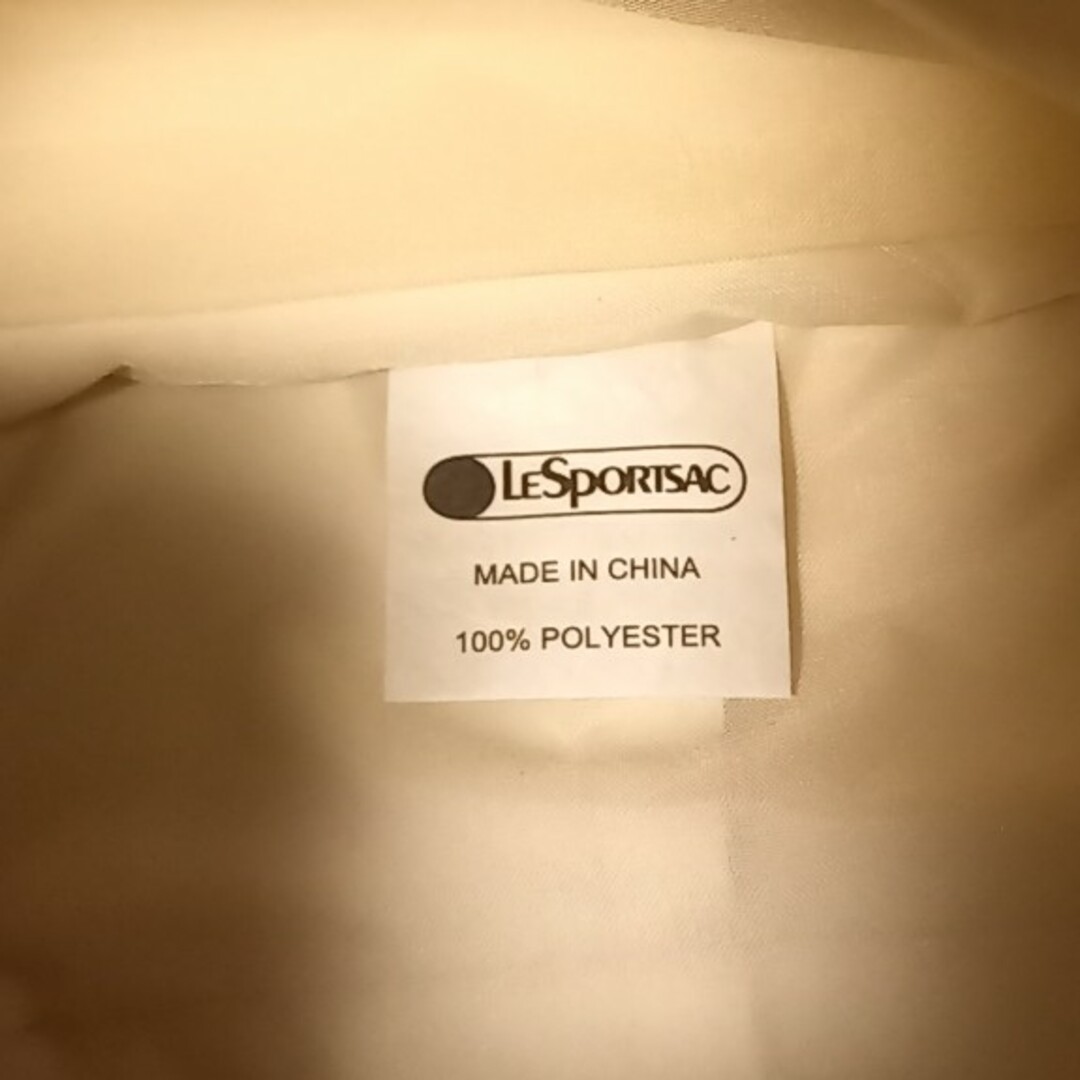 LESPORTSAC
MADE IN CHINA
100% POLYESTER